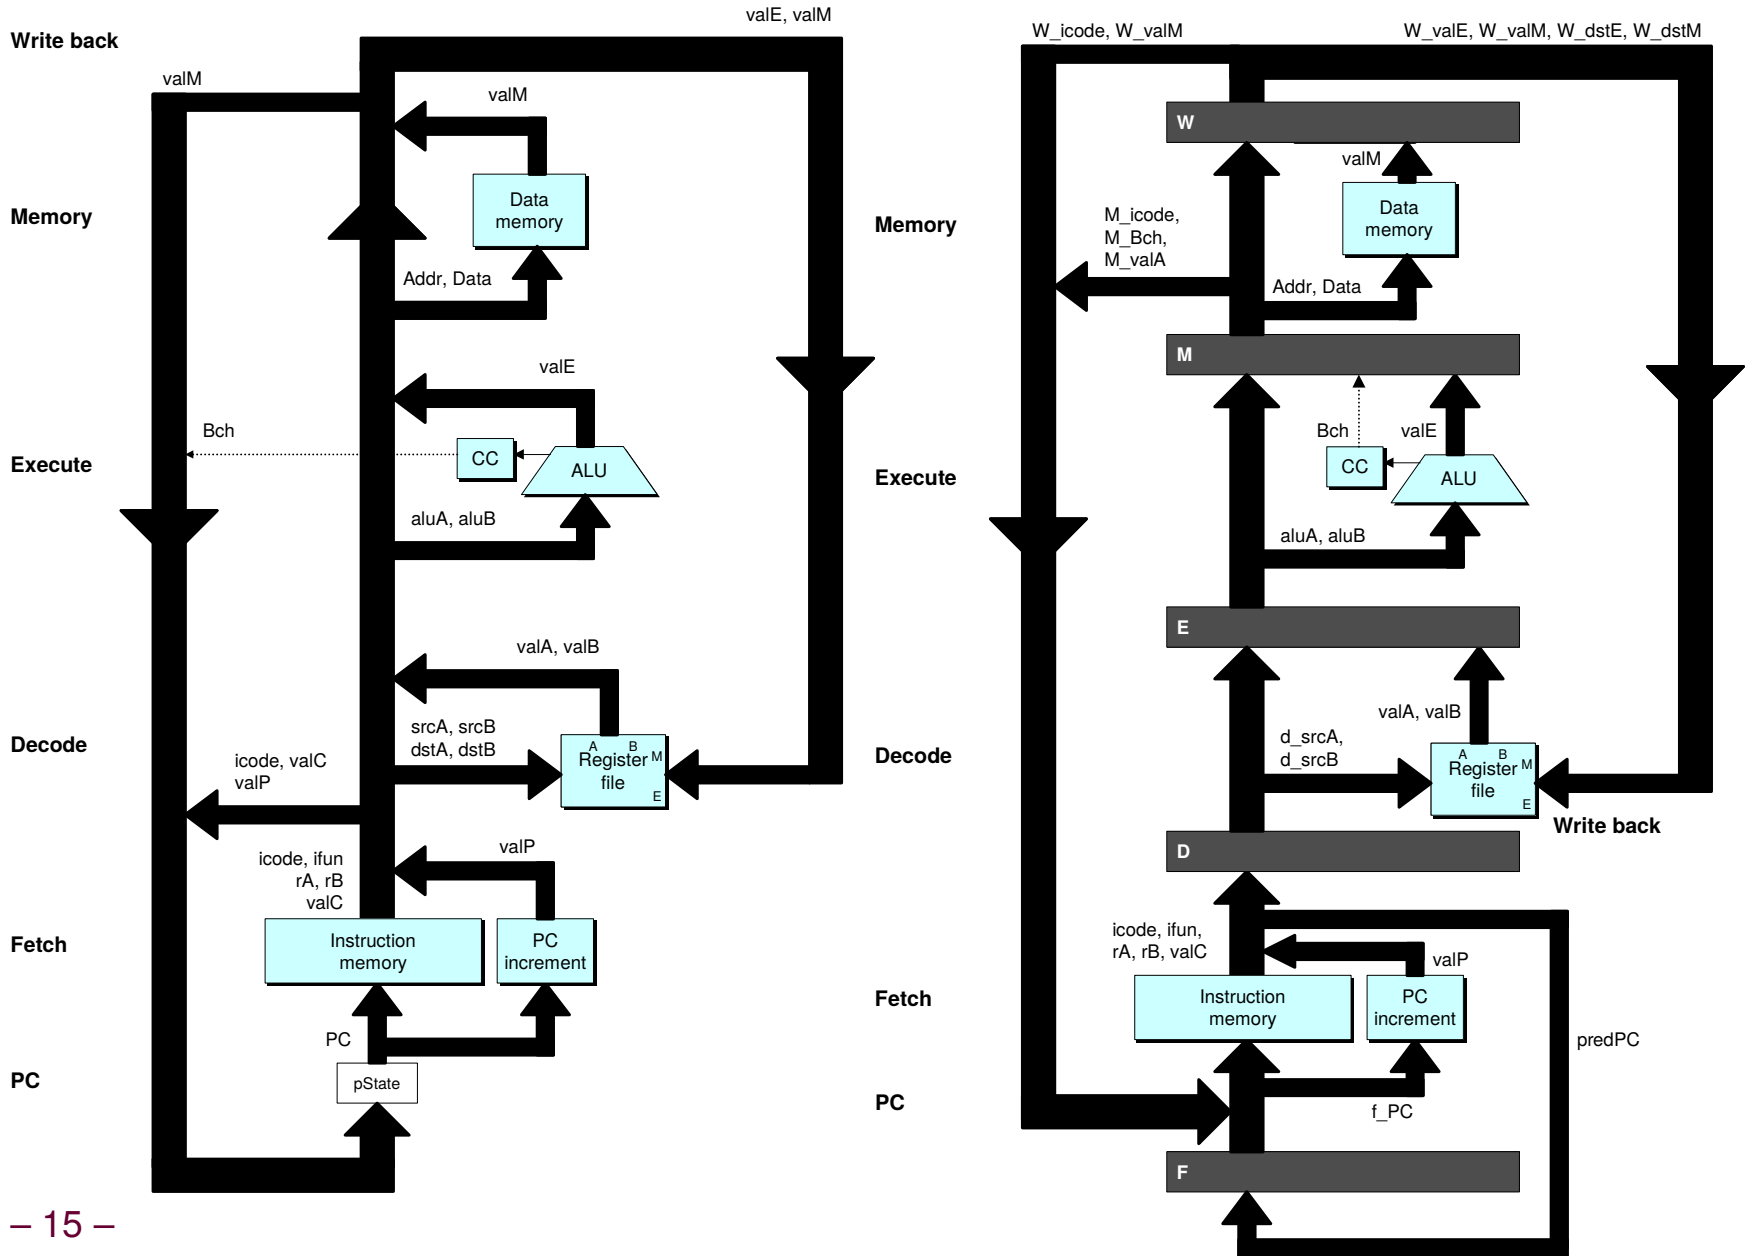 valE, valM
Write back
valM
valM
Data
memory
Memory
Addr, Data
valE
Bch
CC
ALU
Execute
aluA, aluB
valA, valB
srcA, srcB
dstA, dstB
A B
Register M
file
E
Decode
icode, valC
valP
valP
icode, ifun
rA, rB
valC
Fetch
Instruction
memory
PC
increment
PC
pState
PC
– 15 –
W_icode, W_valM
W_valE, W_valM, W_dstE, W_dstM
W
valM
Data
memory
M_icode,
M_Bch,
M_valA
Memory
Addr, Data
M
Bch
valE
CC
ALU
Execute
aluA, aluB
E
valA, valB
d_srcA,
d_srcB
A B
Register M
file
E
Decode
Write back
D
icode, ifun,
rA, rB, valC
valP
Fetch
Instruction
memory
PC
increment
predPC
PC
f_PC
F